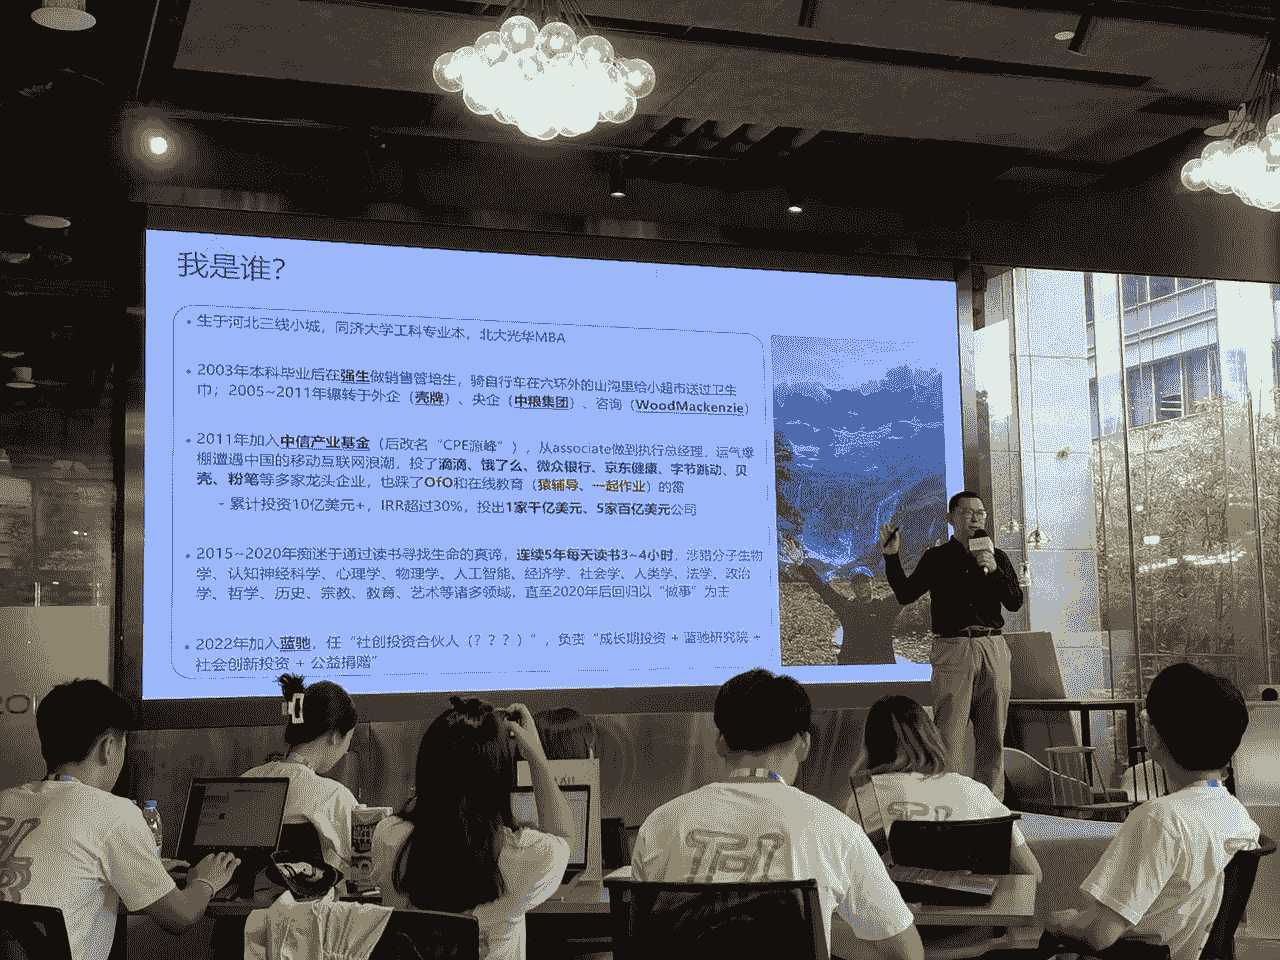 我是谁?
• 生于河北三线小城，同济大学工科专业本，北大光华MBA
• 2003年本科毕业后在强生做销售管培生，骑自行车在六环外的山沟里给小超市送过卫生
巾；2005~2011年辗转于外企（壳牌）、央企（中粮集团）、咨询（WoodMackenzie）
• 2011年加入中信产业基金（后改名“CPE源峰”），从associate做到执行总经理，运气爆
棚遭遇中国的移动互联网浪潮，投了滴滴、饿了么、微众银行、京东健康、字节跳动、贝
壳、粉笔等多家龙头企业，也踩了OfO和在线教育（猿辅导、一起作业）的雷
- 累计投资10亿美元+，IRR超过30%，投出1家千亿美元、5家百亿美元公司
• 2015~2020年痴迷于通过读书寻找生命的真谛，连续5年每天读书3~4小时，涉猎分子生物
学、认知神经科学、心理学、物理学、人工智能、经济学、社会学、人类学、法学、政治
学、哲学、历史、宗教、教育、艺术等诸多领域，直至2020年后回归以“做事”为主
• 2022年加入蓝驰，任“社创投资合伙人（？？？）”，负责“成长期投资 + 蓝驰研究院 +
社会创新投资 + 公益捐赠”